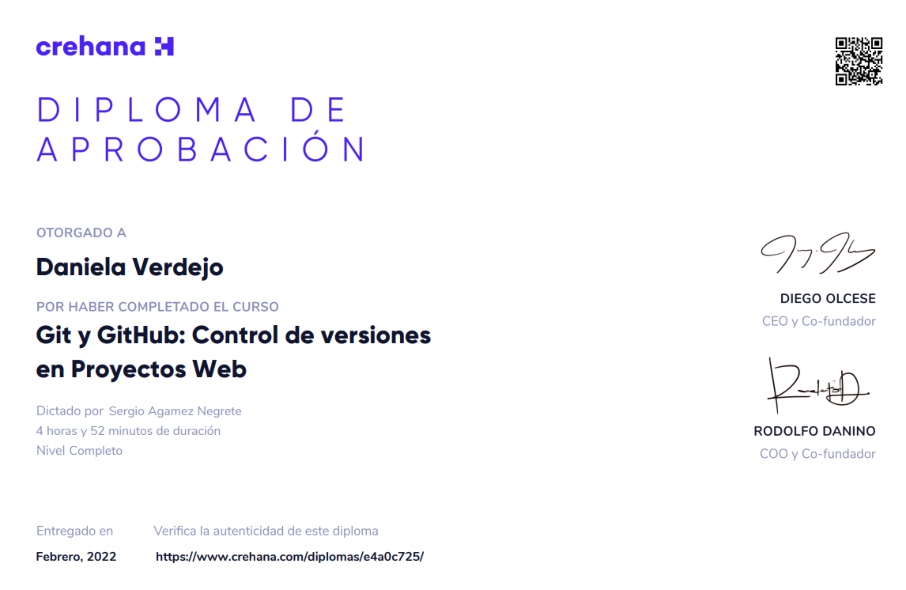 crehana
DIPLOMA DE
APROBACIÓN
OTORGADO A
Daniela Verdejo
POR HABER COMPLETADO EL CURSO
Git y GitHub: Control de versiones
en Proyectos Web
Dictado por Sergio Agamez Negrete
4 horas y 52 minutos de duración
Nivel Completo
DIEGO OLCESE
CEO y Co-fundador
RODOLFO DANINO
COO y Co-fundador
Entregado en
Febrero, 2022
Verifica la autenticidad de este diploma
https://www.crehana.com/diplomas/e4a0c725/